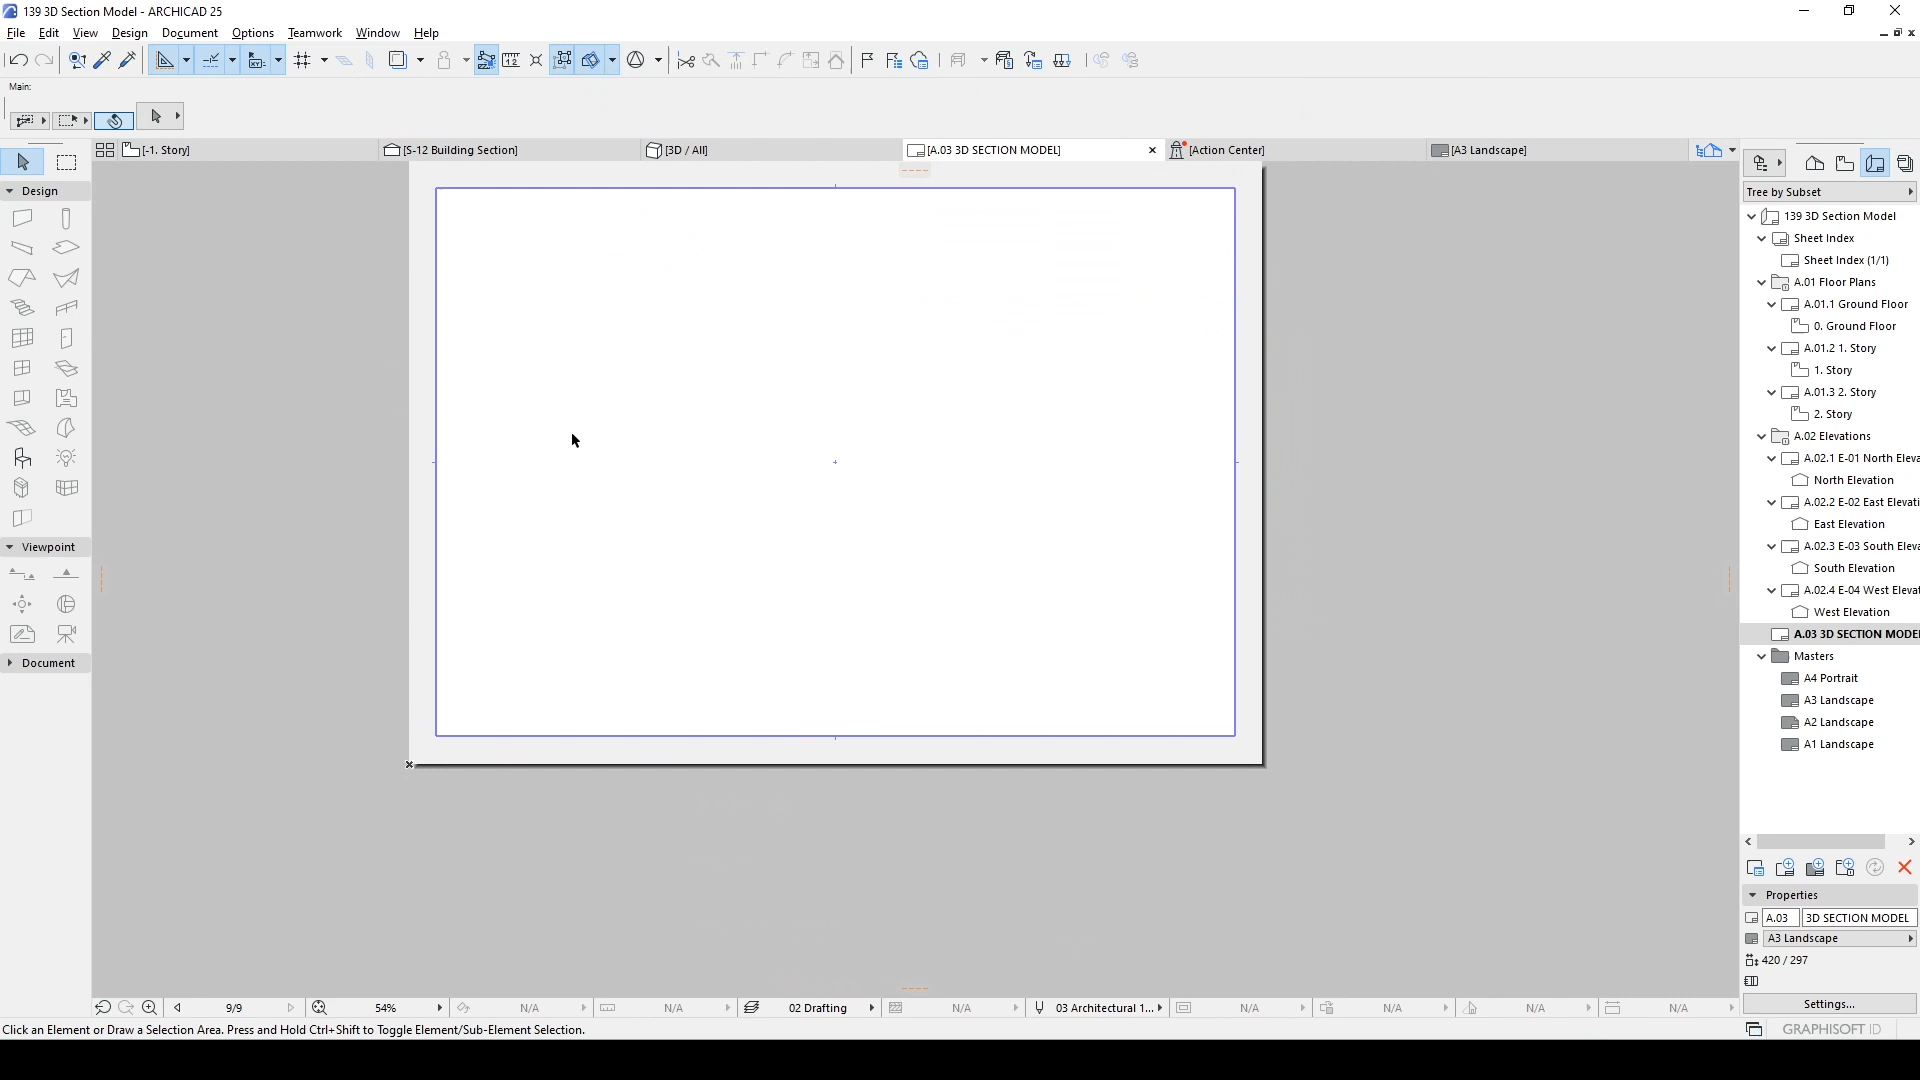 139 3D Section Model - ARCHICAD 25
File Edit View Design Document Options Teamwork Window Help
Main:
[-1. Story]
[S-12 Building Section]
[3D / All]
[A.03 3D SECTION MODEL]
[Action Center]
[A3 Landscape]
Tree by Subset
Design
Viewpoint
Document
139 3D Section Model
Sheet Index
Sheet Index (1/1)
A.01 Floor Plans
A.01.1 Ground Floor
0. Ground Floor
A.01.2 1. Story
1. Story
A.01.3 2. Story
2. Story
A.02 Elevations
A.02.1 E-01 North Eleva
North Elevation
A.02.2 E-02 East Elevati
East Elevation
A.02.3 E-03 South Eleva
South Elevation
A.02.4 E-04 West Elevat
West Elevation
A.03 3D SECTION MODEL
Masters
A4 Portrait
A3 Landscape
A2 Landscape
A1 Landscape
Properties
A.03 3D SECTION MODEL
A3 Landscape
420 / 297
Settings...
9/9 54% N/A N/A 02 Drafting N/A 03 Architectural 1... N/A N/A N/A N/A
Click an Element or Draw a Selection Area. Press and Hold Ctrl+Shift to Toggle Element/Sub-Element Selection.
GRAPHISOFT ID